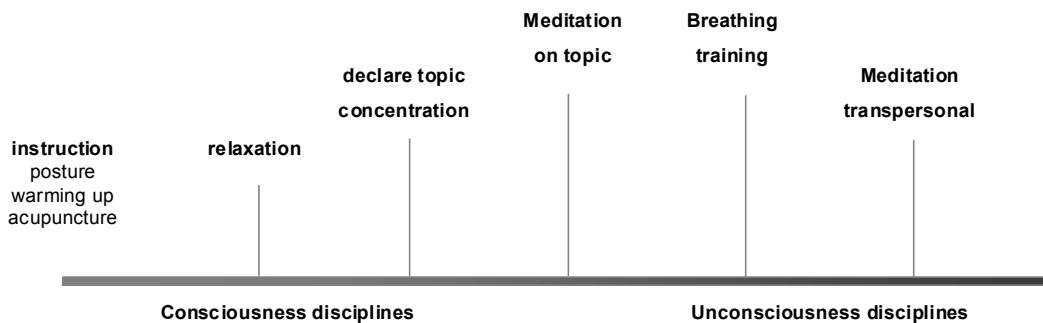 instruction
posture
warming up
acupuncture
relaxation
declare topic
concentration
Meditation
on topic
Breathing
training
Meditation
transpersonal
Consciousness disciplines
Unconsciousness disciplines